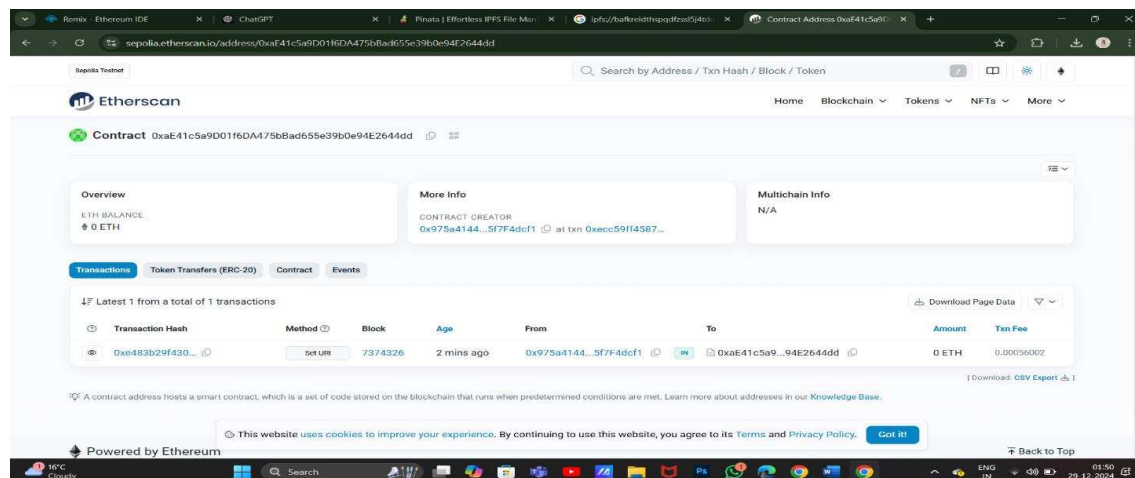 Remix - Ethereum IDE
ChatGPT
Pinata | Effortless IPFS File Man
ipfs://bafkreidthspqdfzssl5j4tdc
Contract Address 0xaE41c5a9D
sepolia.etherscan.io/address/0xaE41c5a9D01f6DA475bBad655e39b0e94E2644dd
Sepolia Testnet
Search by Address / Txn Hash / Block / Token
/
Etherscan
Home Blockchain Tokens NFTs More
Contract 0xaE41c5a9D01f6DA475bBad655e39b0e94E2644dd
Overview
ETH BALANCE
0 ETH
More Info
CONTRACT CREATOR
0x975a4144...5f7F4dcf1 at txn 0xecc59ff4587...
Multichain Info
N/A
Transactions Token Transfers (ERC-20) Contract Events
Latest 1 from a total of 1 transactions
Download Page Data
Transaction Hash Method Block Age From To Amount Txn Fee
0xe483b29f430... Set URI 7374326 2 mins ago 0x975a4144...5f7F4dcf1 IN 0xaE41c5a9...94E2644dd 0 ETH 0.00056002
[ Download: CSV Export ]
A contract address hosts a smart contract, which is a set of code stored on the blockchain that runs when predetermined conditions are met. Learn more about addresses in our Knowledge Base.
This website uses cookies to improve your experience. By continuing to use this website, you agree to its Terms and Privacy Policy. Got it!
Powered by Ethereum
Back to Top
16°C
Cloudy
Search
ENG
IN
01:50
29-12-2024